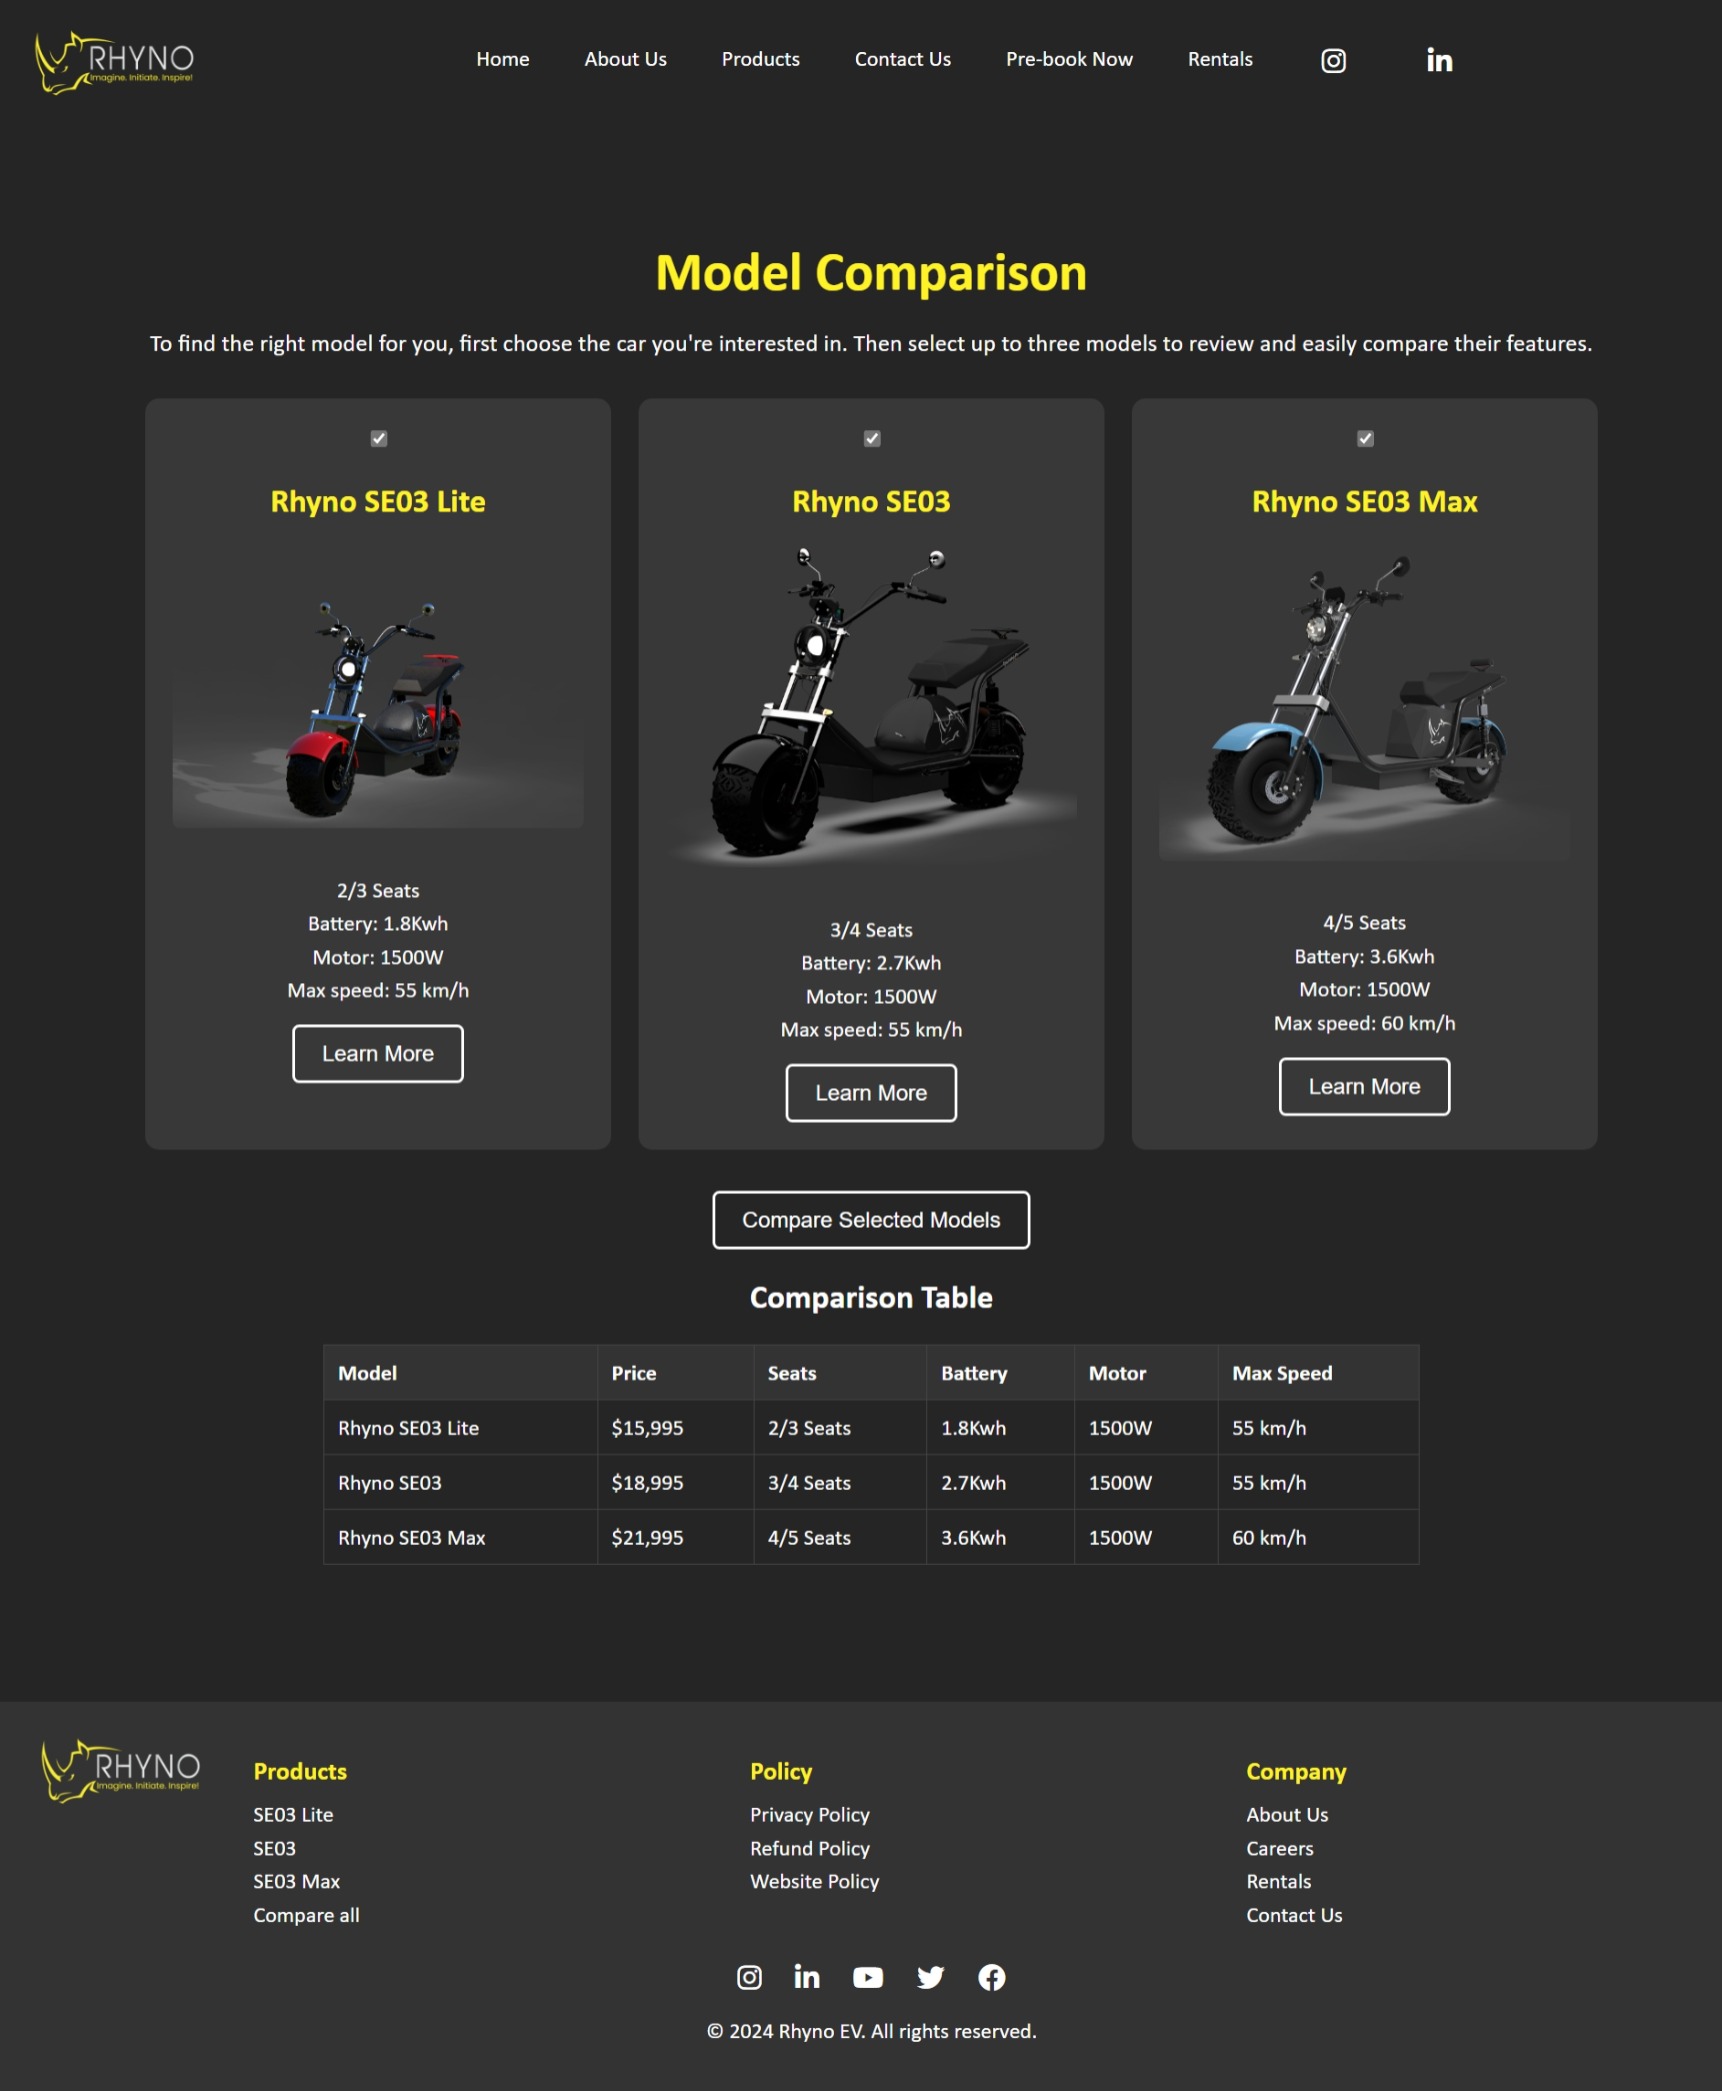 RHYNO
Imagine. Initiate. Inspire!
Home About Us Products Contact Us Pre-book Now Rentals
Model Comparison
To find the right model for you, first choose the car you're interested in. Then select up to three models to review and easily compare their features.
Rhyno SE03 Lite
2/3 Seats
Battery: 1.8Kwh
Motor: 1500W
Max speed: 55 km/h
Learn More
Rhyno SE03
3/4 Seats
Battery: 2.7Kwh
Motor: 1500W
Max speed: 55 km/h
Learn More
Rhyno SE03 Max
4/5 Seats
Battery: 3.6Kwh
Motor: 1500W
Max speed: 60 km/h
Learn More
Compare Selected Models
Comparison Table
Model Price Seats Battery Motor Max Speed
Rhyno SE03 Lite $15,995 2/3 Seats 1.8Kwh 1500W 55 km/h
Rhyno SE03 $18,995 3/4 Seats 2.7Kwh 1500W 55 km/h
Rhyno SE03 Max $21,995 4/5 Seats 3.6Kwh 1500W 60 km/h
RHYNO
Imagine. Initiate. Inspire!
Products
SE03 Lite
SE03
SE03 Max
Compare all
Policy
Privacy Policy
Refund Policy
Website Policy
Company
About Us
Careers
Rentals
Contact Us
© 2024 Rhyno EV. All rights reserved.